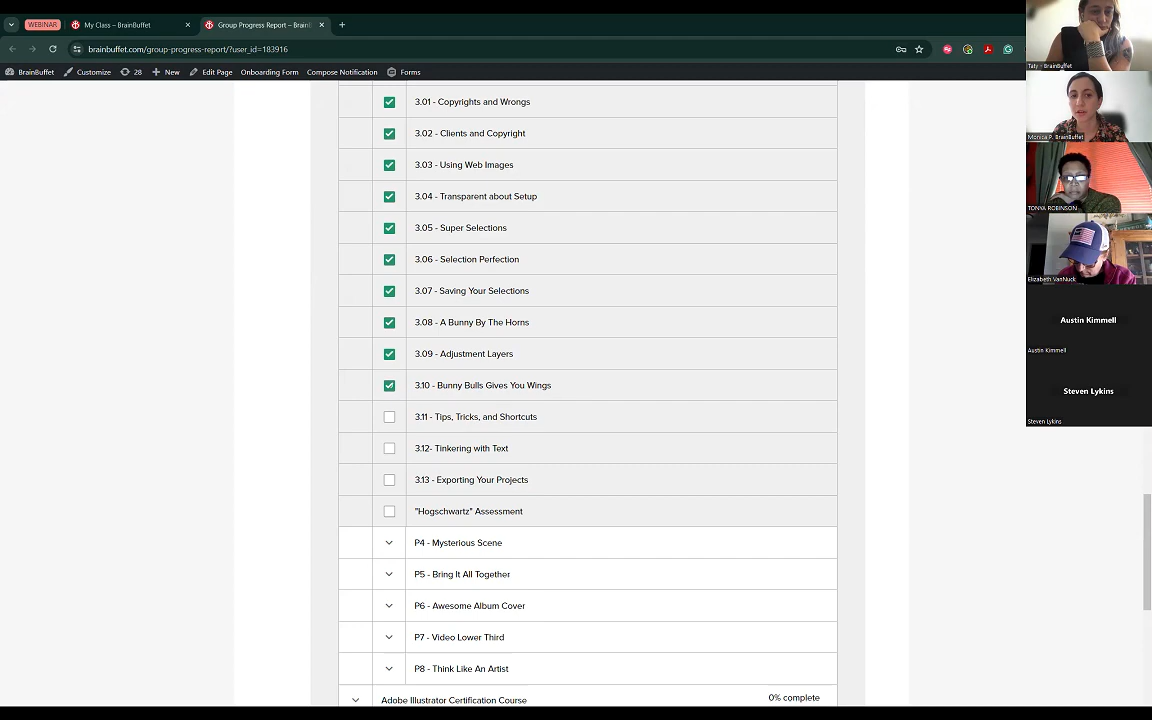 WEBINAR
My Class – BrainBuffet
Group Progress Report – Brain
brainbuffet.com/group-progress-report/?user_id=183916
BrainBuffet
Customize
28
New
Edit Page
Onboarding Form
Compose Notification
Forms
3.01 - Copyrights and Wrongs
3.02 - Clients and Copyright
3.03 - Using Web Images
3.04 - Transparent about Setup
3.05 - Super Selections
3.06 - Selection Perfection
3.07 - Saving Your Selections
3.08 - A Bunny By The Horns
3.09 - Adjustment Layers
3.10 - Bunny Bulls Gives You Wings
3.11 - Tips, Tricks, and Shortcuts
3.12- Tinkering with Text
3.13 - Exporting Your Projects
"Hogschwartz" Assessment
P4 - Mysterious Scene
P5 - Bring It All Together
P6 - Awesome Album Cover
P7 - Video Lower Third
P8 - Think Like An Artist
Adobe Illustrator Certification Course
0% complete
Taty - BrainBuffet
Monica P. BrainBuffet
TONYA ROBINSON
Elizabeth VanNuck
Austin Kimmell
Austin Kimmell
Steven Lykins
Steven Lykins